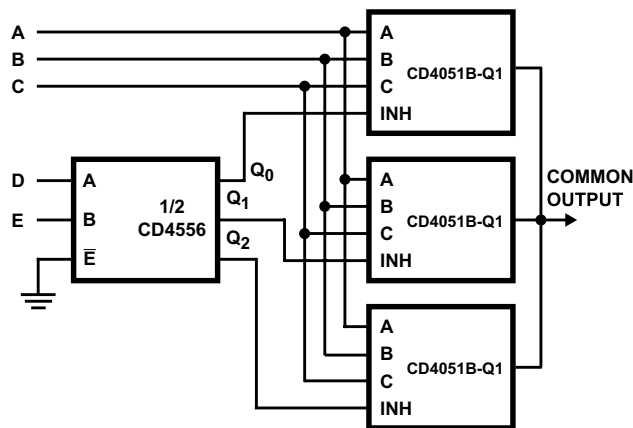 A
B
C
A
B
C
INH
CD4051B-Q1
D
E
A
B
E
1/2
CD4556
Q0
Q1
Q2
A
B
C
INH
CD4051B-Q1
COMMON
OUTPUT
A
B
C
INH
CD4051B-Q1